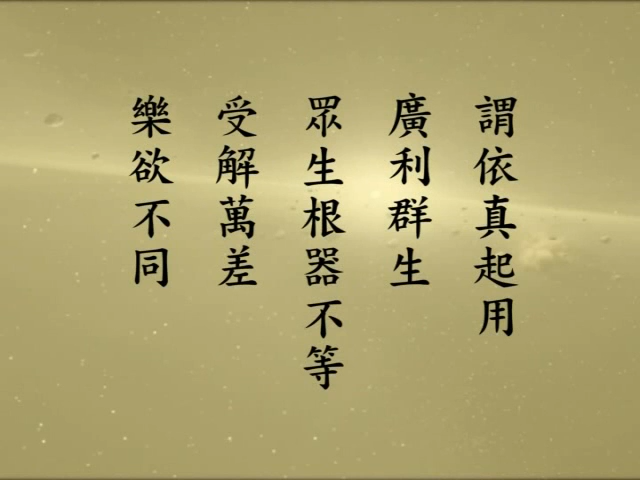 謂依真起用
廣利群生
眾生根器不等
受解萬差
樂欲不同